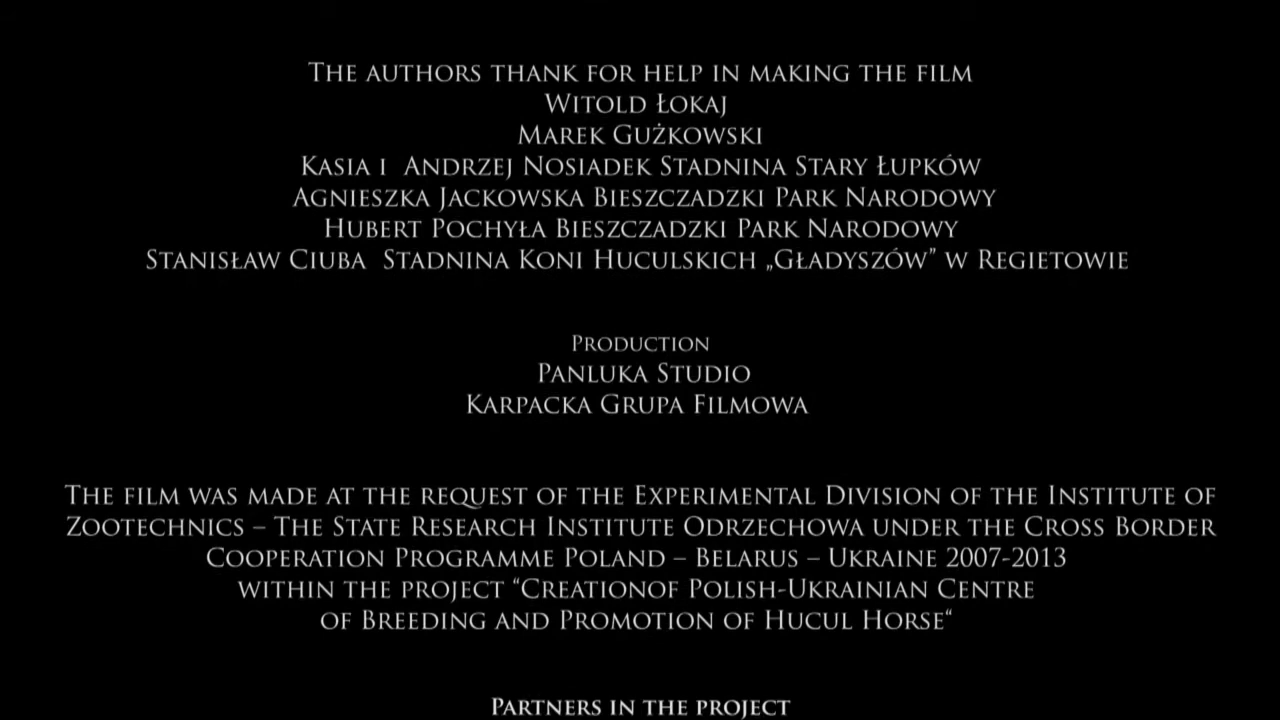 The authors thank for help in making the film
Witold Łokaj
Marek Gużkowski
Kasia i Andrzej Nosiadek Stadnina Stary Łupków
Agnieszka Jackowska Bieszczadzki Park Narodowy
Hubert Pochyła Bieszczadzki Park Narodowy
Stanisław Ciuba Stadnina Koni Huculskich „Gładyszów” w Regietowie
Production
Panluka Studio
Karpacka Grupa Filmowa
The film was made at the request of the Experimental Division of the Institute of
Zootechnics – The State Research Institute Odrzechowa under the Cross Border
Cooperation Programme Poland – Belarus – Ukraine 2007-2013
within the project “Creationof Polish-Ukrainian Centre
of Breeding and Promotion of Hucul Horse“
Partners in the project